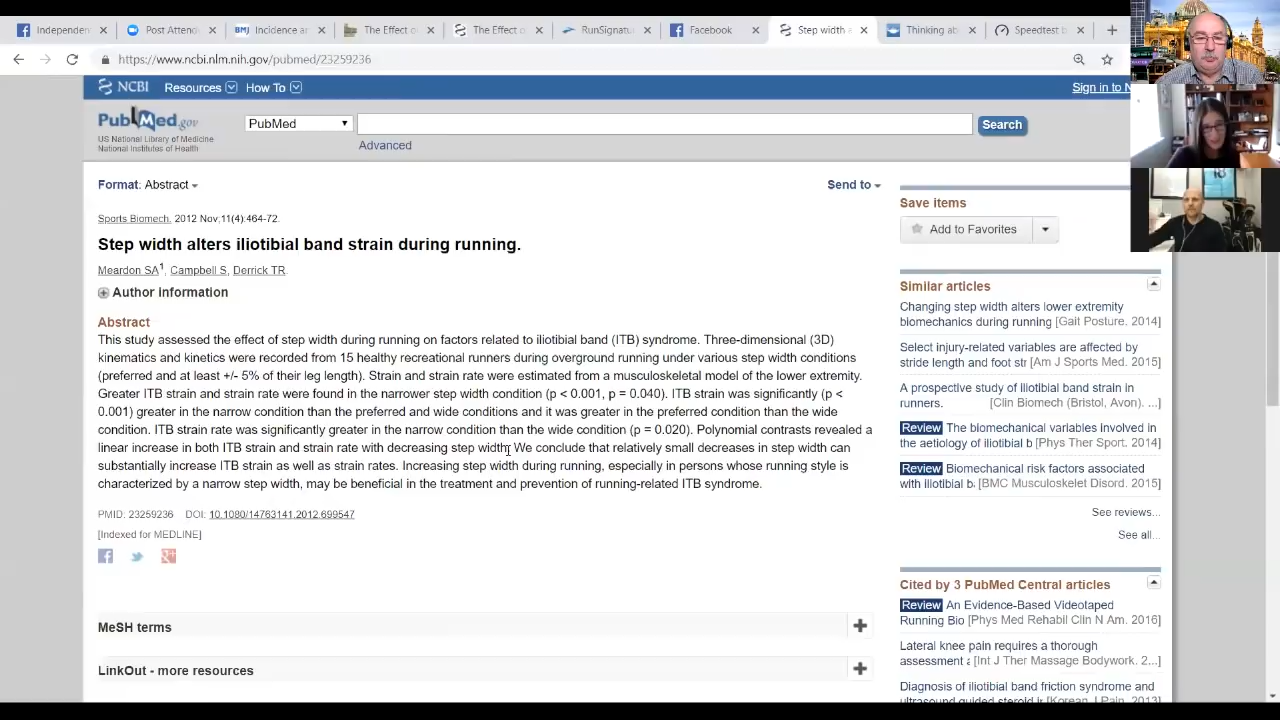 Independen
Post Attend
BMJ Incidence an
The Effect o
The Effect o
RunSignatu
Facebook
Step width a
Thinking ab
Speedtest b
https://www.ncbi.nlm.nih.gov/pubmed/23259236
NCBI Resources How To Sign in to N
PubMed.gov
US National Library of Medicine
National Institutes of Health
PubMed
Search
Advanced
Format: Abstract
Send to
Sports Biomech. 2012 Nov;11(4):464-72.
Step width alters iliotibial band strain during running.
Meardon SA1, Campbell S, Derrick TR.
Author information
Abstract
This study assessed the effect of step width during running on factors related to iliotibial band (ITB) syndrome. Three-dimensional (3D)
kinematics and kinetics were recorded from 15 healthy recreational runners during overground running under various step width conditions
(preferred and at least +/- 5% of their leg length). Strain and strain rate were estimated from a musculoskeletal model of the lower extremity.
Greater ITB strain and strain rate were found in the narrower step width condition (p < 0.001, p = 0.040). ITB strain was significantly (p <
0.001) greater in the narrow condition than the preferred and wide conditions and it was greater in the preferred condition than the wide
condition. ITB strain rate was significantly greater in the narrow condition than the wide condition (p = 0.020). Polynomial contrasts revealed a
linear increase in both ITB strain and strain rate with decreasing step width. We conclude that relatively small decreases in step width can
substantially increase ITB strain as well as strain rates. Increasing step width during running, especially in persons whose running style is
characterized by a narrow step width, may be beneficial in the treatment and prevention of running-related ITB syndrome.
PMID: 23259236 DOI: 10.1080/14763141.2012.699547
[Indexed for MEDLINE]
MeSH terms
LinkOut - more resources
Save items
Add to Favorites
Similar articles
Changing step width alters lower extremity
biomechanics during running [Gait Posture. 2014]
Select injury-related variables are affected by
stride length and foot str [Am J Sports Med. 2015]
A prospective study of iliotibial band strain in
runners. [Clin Biomech (Bristol, Avon). ...]
Review The biomechanical variables involved in
the aetiology of iliotibial b [Phys Ther Sport. 2014]
Review Biomechanical risk factors associated
with iliotibial b [BMC Musculoskelet Disord. 2015]
See reviews...
See all...
Cited by 3 PubMed Central articles
Review An Evidence-Based Videotaped
Running Bio [Phys Med Rehabil Clin N Am. 2016]
Lateral knee pain requires a thorough
assessment a [Int J Ther Massage Bodywork. 2...]
Diagnosis of iliotibial band friction syndrome and
ultrasound guided steroid ir [Korean J Pain. 2013]